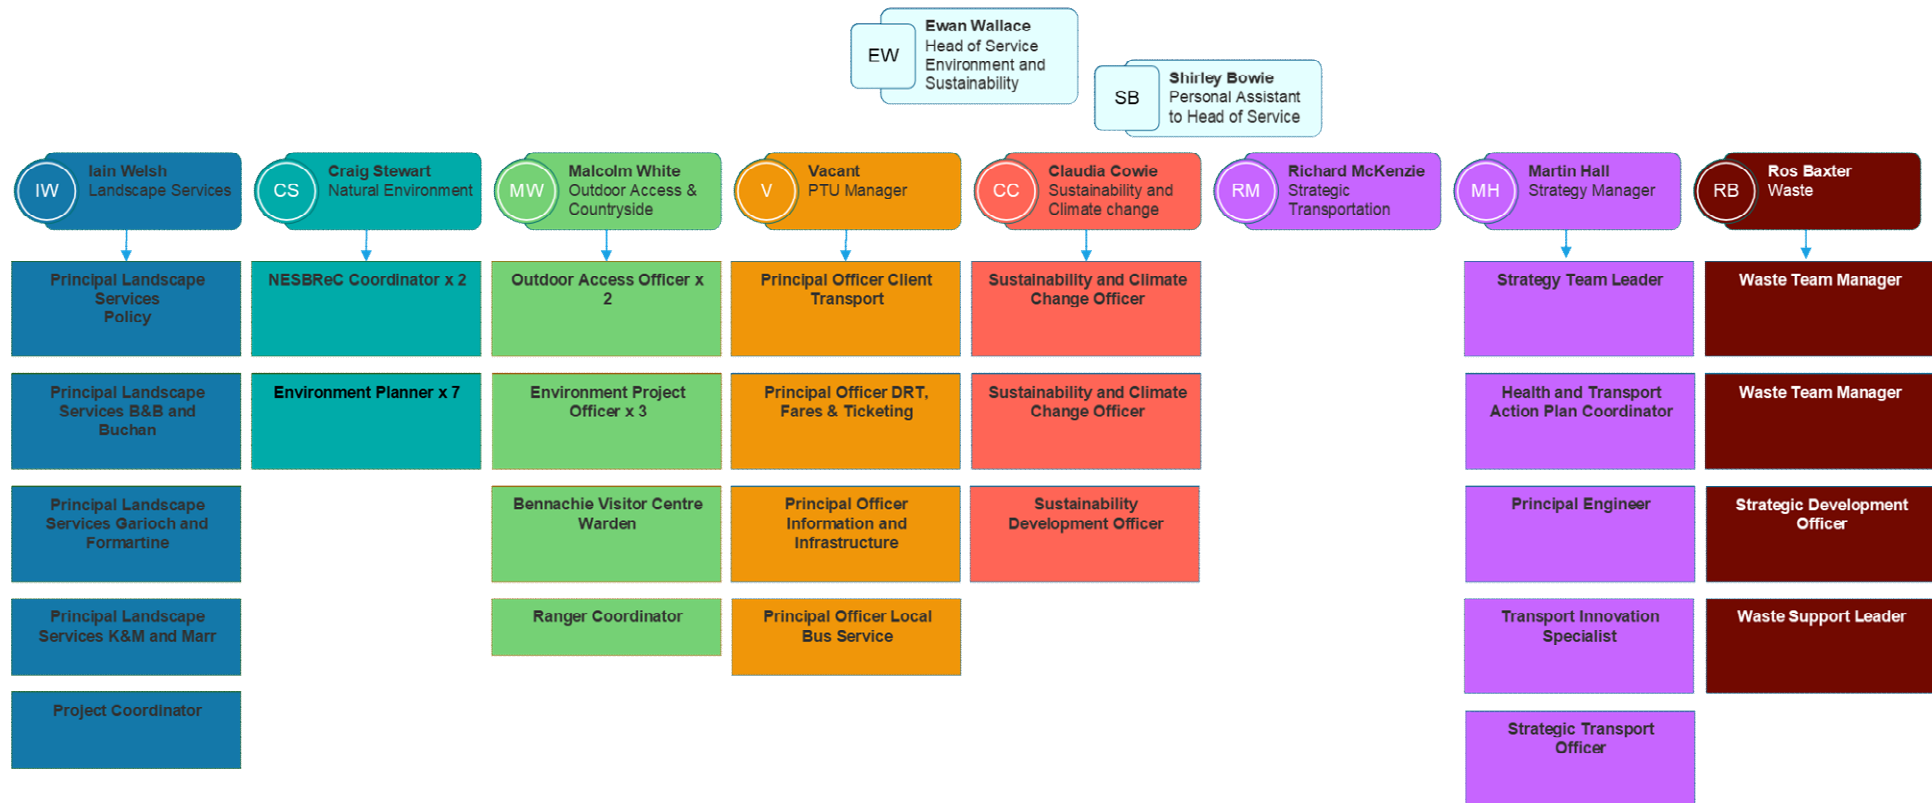 EW
Ewan Wallace
Head of Service
Environment and
Sustainability
SB
Shirley Bowie
Personal Assistant
to Head of Service
IW
Iain Welsh
Landscape Services
CS
Craig Stewart
Natural Environment
MW
Malcolm White
Outdoor Access &
Countryside
V
Vacant
PTU Manager
CC
Claudia Cowie
Sustainability and
Climate change
RM
Richard McKenzie
Strategic
Transportation
MH
Martin Hall
Strategy Manager
RB
Ros Baxter
Waste
Principal Landscape
Services
Policy
Principal Landscape
Services B&B and
Buchan
Principal Landscape
Services Garioch and
Formartine
Principal Landscape
Services K&M and Marr
Project Coordinator
NESBReC Coordinator x 2
Environment Planner x 7
Outdoor Access Officer x
2
Environment Project
Officer x 3
Bennachie Visitor Centre
Warden
Ranger Coordinator
Principal Officer Client
Transport
Principal Officer DRT,
Fares & Ticketing
Principal Officer
Information and
Infrastructure
Principal Officer Local
Bus Service
Sustainability and Climate
Change Officer
Sustainability and Climate
Change Officer
Sustainability
Development Officer
Strategy Team Leader
Health and Transport
Action Plan Coordinator
Principal Engineer
Transport Innovation
Specialist
Strategic Transport
Officer
Waste Team Manager
Waste Team Manager
Strategic Development
Officer
Waste Support Leader